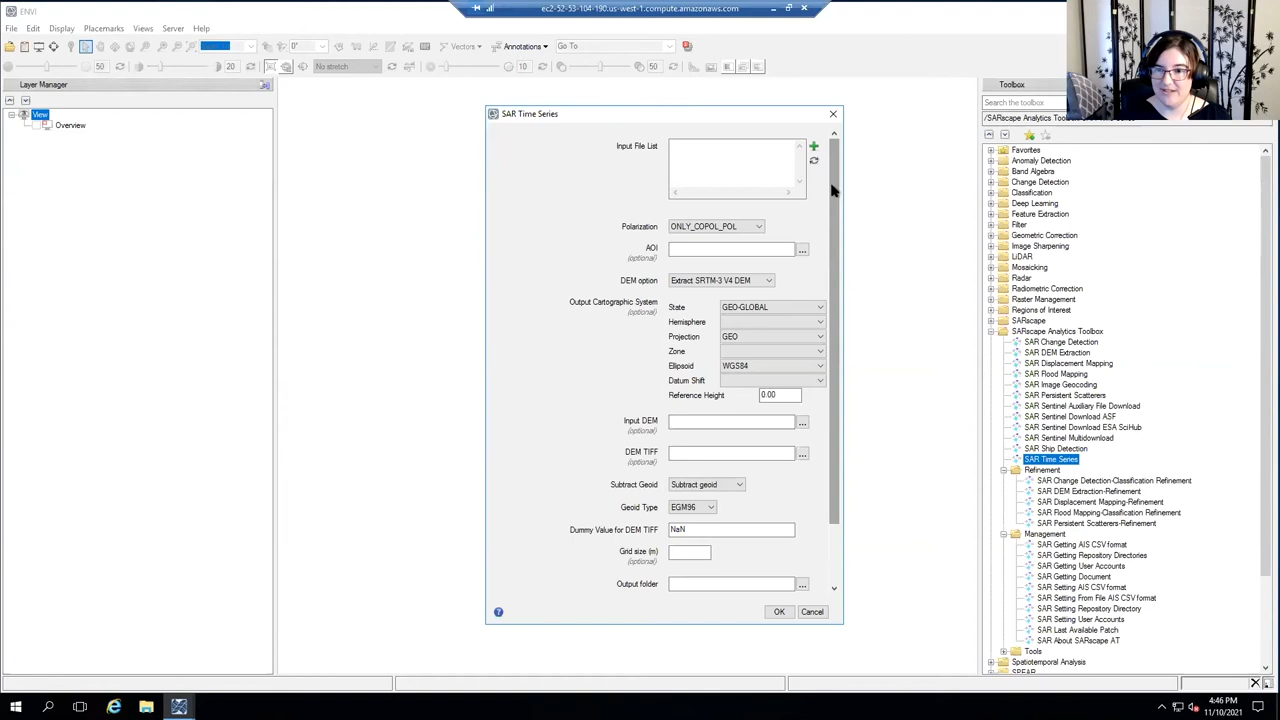 ec2-52-53-104-190.us-west-1.compute.amazonaws.com
ENVI
File Edit Display Placemarks Views Server Help
0° Vectors Annotations Go To
50 20 No stretch 10 50
Layer Manager
View
Overview
SAR Time Series
Input File List
Polarization ONLY_COPOL_POL
AOI
(optional)
DEM option Extract SRTM-3 V4 DEM
Output Cartographic System
(optional)
State GEO-GLOBAL
Hemisphere
Projection GEO
Zone
Ellipsoid WGS84
Datum Shift
Reference Height 0.00
Input DEM
(optional)
DEM TIFF
(optional)
Subtract Geoid Subtract geoid
Geoid Type EGM96
Dummy Value for DEM TIFF NaN
Grid size (m)
(optional)
Output folder
OK Cancel
Toolbox
Search the toolbox
Favorites
Anomaly Detection
Band Algebra
Change Detection
Classification
Deep Learning
Feature Extraction
Filter
Geometric Correction
Image Sharpening
LiDAR
Mosaicking
Radar
Radiometric Correction
Raster Management
Regions of Interest
SARscape
SARscape Analytics Toolbox
SAR Change Detection
SAR DEM Extraction
SAR Displacement Mapping
SAR Flood Mapping
SAR Image Geocoding
SAR Persistent Scatterers
SAR Sentinel Auxiliary File Download
SAR Sentinel Download ASF
SAR Sentinel Download ESA SciHub
SAR Sentinel Multidownload
SAR Ship Detection
SAR Time Series
Refinement
SAR Change Detection-Classification Refinement
SAR DEM Extraction-Refinement
SAR Displacement Mapping-Refinement
SAR Flood Mapping-Classification Refinement
SAR Persistent Scatterers-Refinement
Management
SAR Getting AIS CSV format
SAR Getting Repository Directories
SAR Getting User Accounts
SAR Getting Document
SAR Setting AIS CSV format
SAR Setting From File AIS CSV format
SAR Setting Repository Directory
SAR Setting User Accounts
SAR Last Available Patch
SAR About SARscape AT
Tools
Spatiotemporal Analysis
SPEAR
4:46 PM
11/10/2021